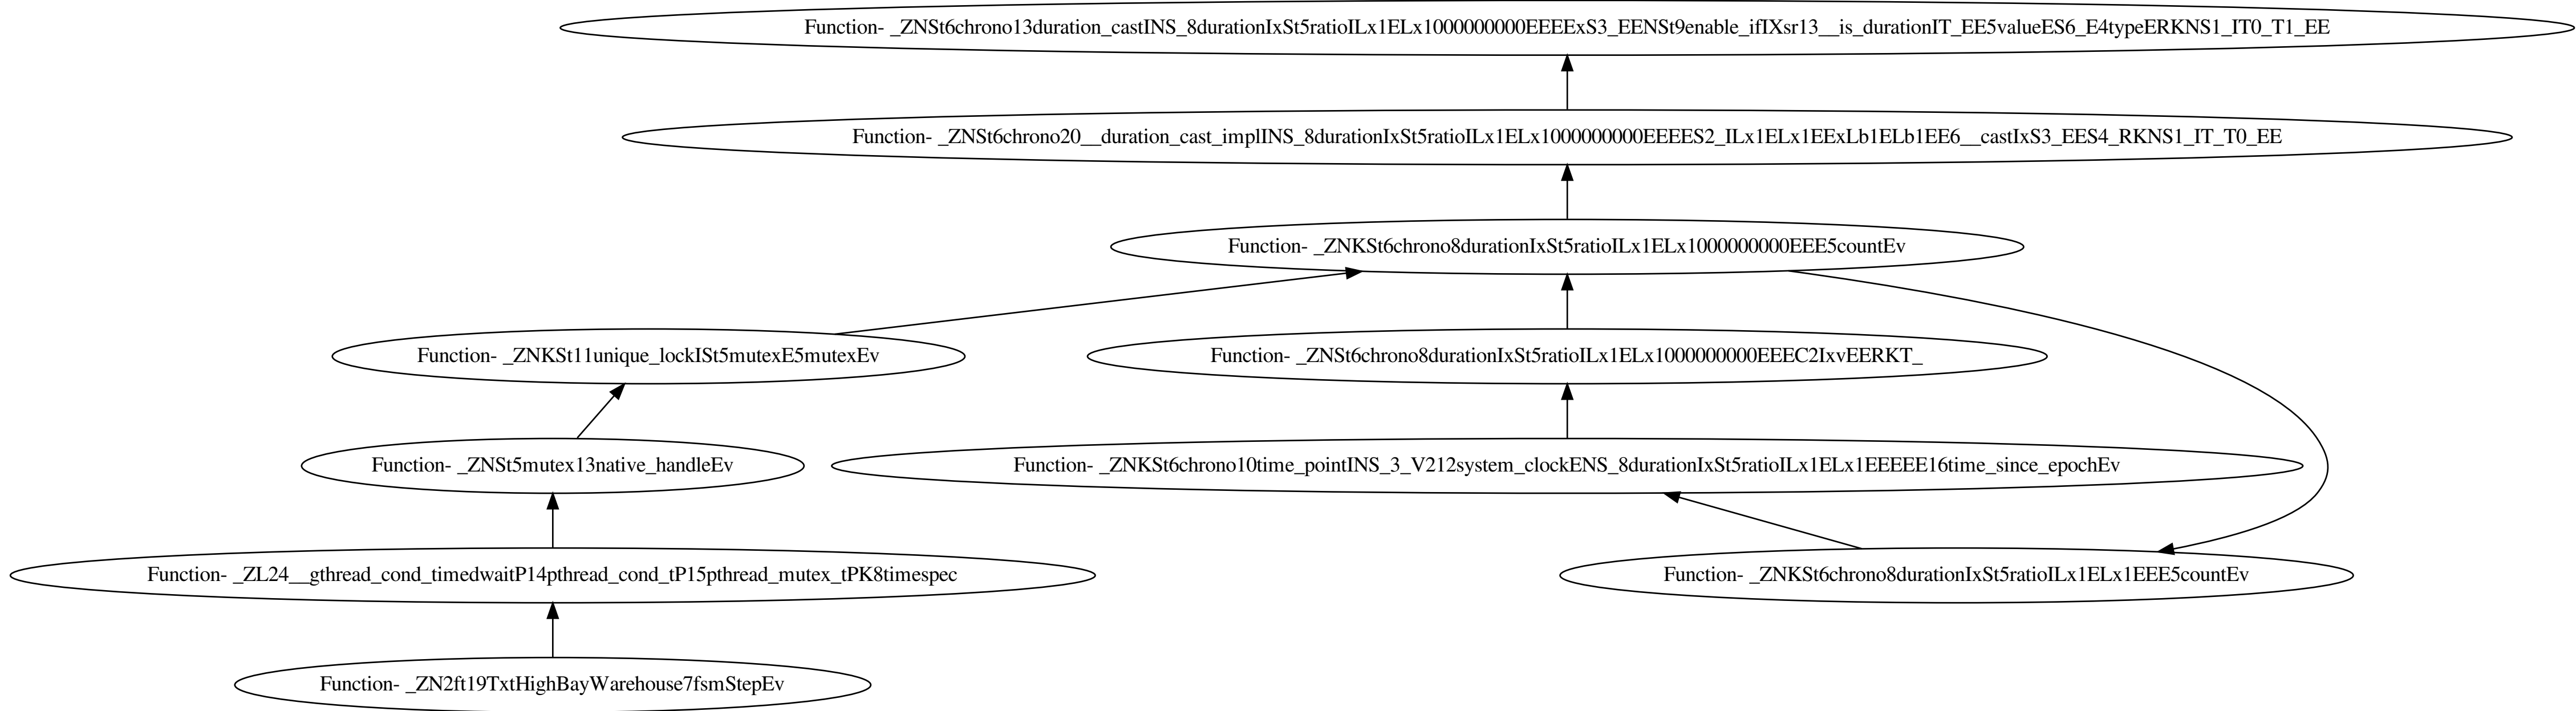 Function- _ZNSt6chrono13duration_castINS_8durationIxSt5ratioILx1ELx1000000000EEEExS3_EENSt9enable_ifIXsr13__is_durationIT_EE5valueES6_E4typeERKNS1_IT0_T1_EE
Function- _ZNSt6chrono20__duration_cast_implINS_8durationIxSt5ratioILx1ELx1000000000EEEES2_ILx1ELx1EExLb1ELb1EE6__castIxS3_EES4_RKNS1_IT_T0_EE
Function- _ZNKSt6chrono8durationIxSt5ratioILx1ELx1000000000EEE5countEv
Function- _ZNKSt11unique_lockISt5mutexE5mutexEv
Function- _ZNSt6chrono8durationIxSt5ratioILx1ELx1000000000EEEC2IxvEERKT_
Function- _ZNSt5mutex13native_handleEv
Function- _ZNKSt6chrono10time_pointINS_3_V212system_clockENS_8durationIxSt5ratioILx1ELx1EEEEE16time_since_epochEv
Function- _ZL24__gthread_cond_timedwaitP14pthread_cond_tP15pthread_mutex_tPK8timespec
Function- _ZNKSt6chrono8durationIxSt5ratioILx1ELx1EEE5countEv
Function- _ZN2ft19TxtHighBayWarehouse7fsmStepEv